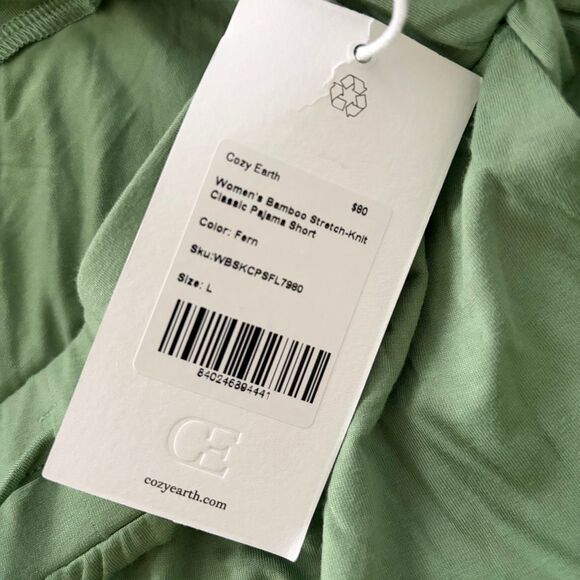 Cozy Earth
$80
Women's Bamboo Stretch-Knit
Classic Pajama Short
Color: Fern
Sku:WBSKCPSFL7980
Size: L
840246894441
CE
cozyearth.com